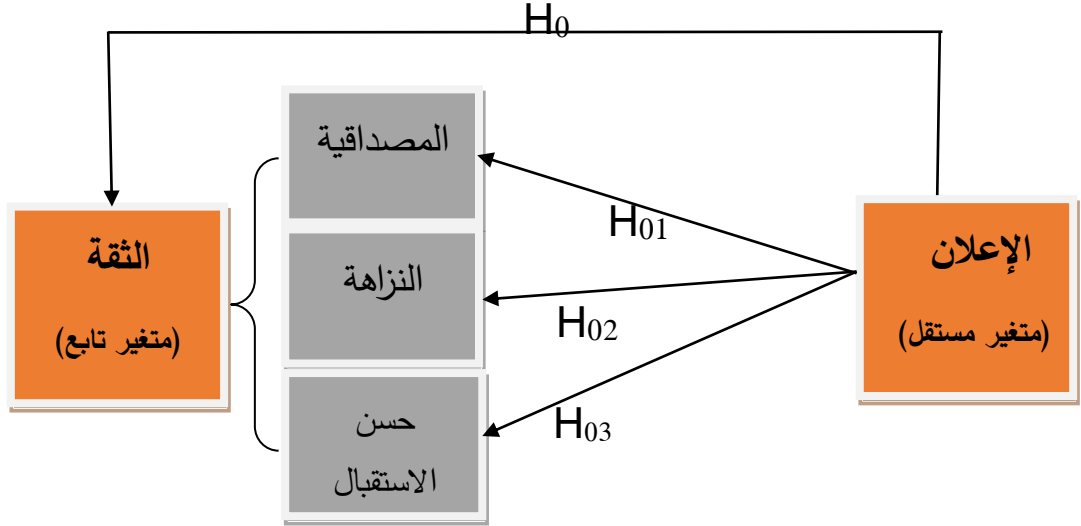 H0
الإعلان
(متغير مستقل)
H01
H02
H03
المصداقية
النزاهة
حسن
الاستقبال
الثقة
(متغير تابع)